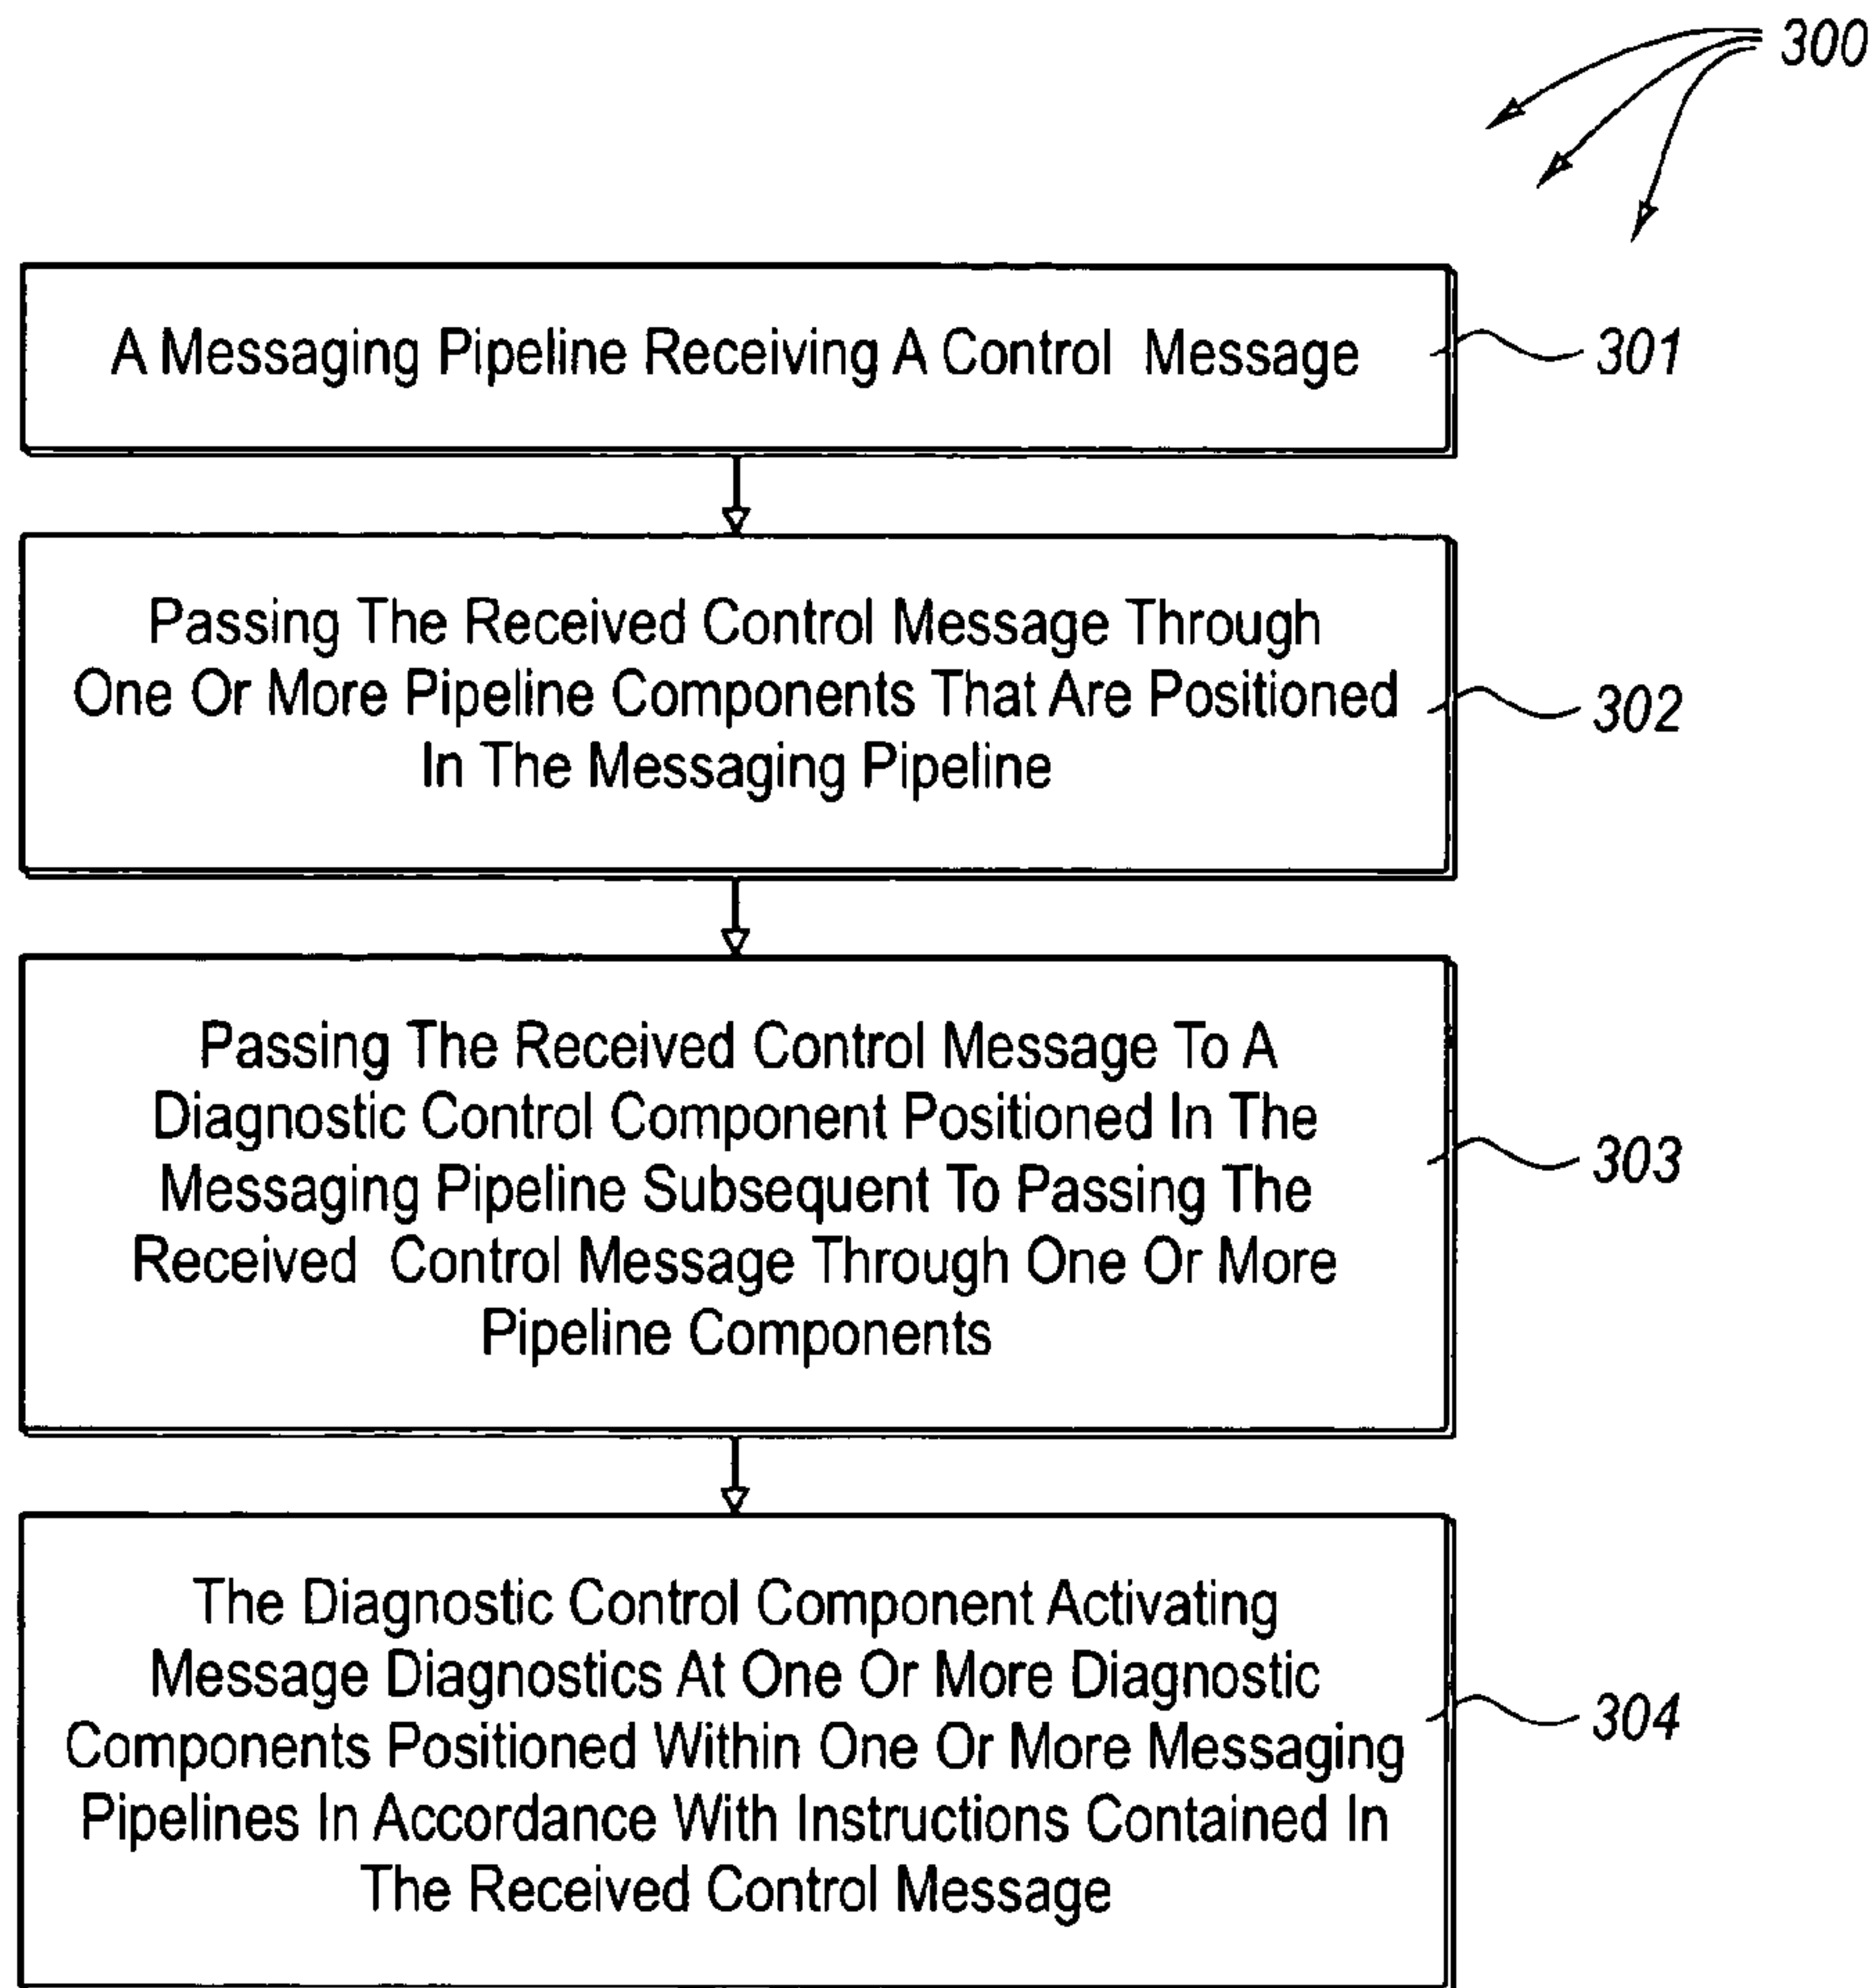 300
A Messaging Pipeline Receiving A Control Message
301
Passing The Received Control Message Through
One Or More Pipeline Components That Are Positioned
In The Messaging Pipeline
302
Passing The Received Control Message To A
Diagnostic Control Component Positioned In The
Messaging Pipeline Subsequent To Passing The
Received Control Message Through One Or More
Pipeline Components
303
The Diagnostic Control Component Activating
Message Diagnostics At One Or More Diagnostic
Components Positioned Within One Or More Messaging
Pipelines In Accordance With Instructions Contained In
The Received Control Message
304